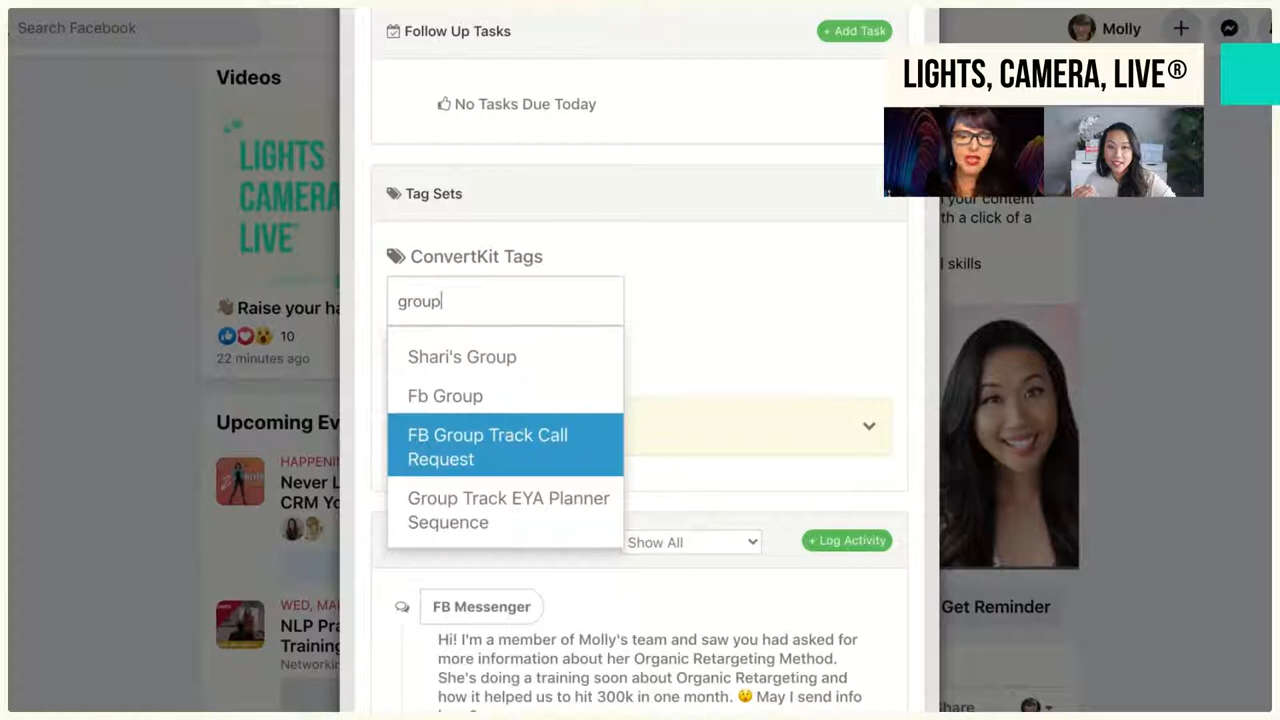 Search Facebook
Follow Up Tasks
+ Add Task
Molly
LIGHTS, CAMERA, LIVE®
Videos
No Tasks Due Today
LIGHTS
CAMERA
LIVE
Tag Sets
your content
th a click of a
ConvertKit Tags
skills
group
Raise your ha
10
22 minutes ago
Shari's Group
Fb Group
FB Group Track Call
Request
Group Track EYA Planner
Sequence
Upcoming Ev
HAPPENIN
Never L
CRM Yo
Show All
+ Log Activity
FB Messenger
Get Reminder
WED, MA
NLP Pra
Training
Networkin
Hi! I'm a member of Molly's team and saw you had asked for
more information about her Organic Retargeting Method.
She's doing a training soon about Organic Retargeting and
how it helped us to hit 300k in one month. 😲 May I send info
hare